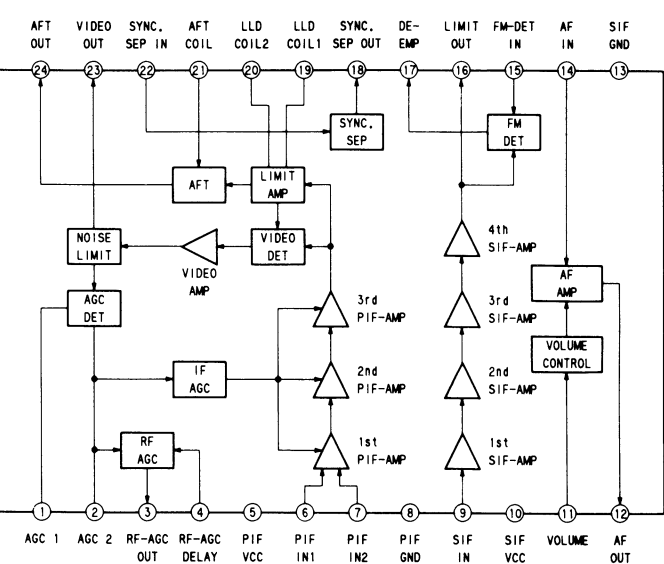 AFT VIDEO SYNC. AFT LLD LLD SYNC. DE- LIMIT FM-DET AF SIF
OUT OUT SEP IN COIL COIL2 COIL1 SEP OUT EMP OUT IN IN GND
24 23 22 21 20 19 18 17 16 15 14 13
SYNC.
SEP
FM
DET
AFT
LIMIT
AMP
NOISE
LIMIT
VIDEO
AMP
VIDEO
DET
4th
SIF-AMP
AF
AMP
AGC
DET
3rd
PIF-AMP
3rd
SIF-AMP
VOLUME
CONTROL
IF
AGC
2nd
PIF-AMP
2nd
SIF-AMP
RF
AGC
1st
PIF-AMP
1st
SIF-AMP
1 2 3 4 5 6 7 8 9 10 11 12
AGC 1 AGC 2 RF-AGC RF-AGC PIF PIF PIF PIF SIF SIF VOLUME AF
OUT DELAY VCC IN1 IN2 GND IN VCC OUT